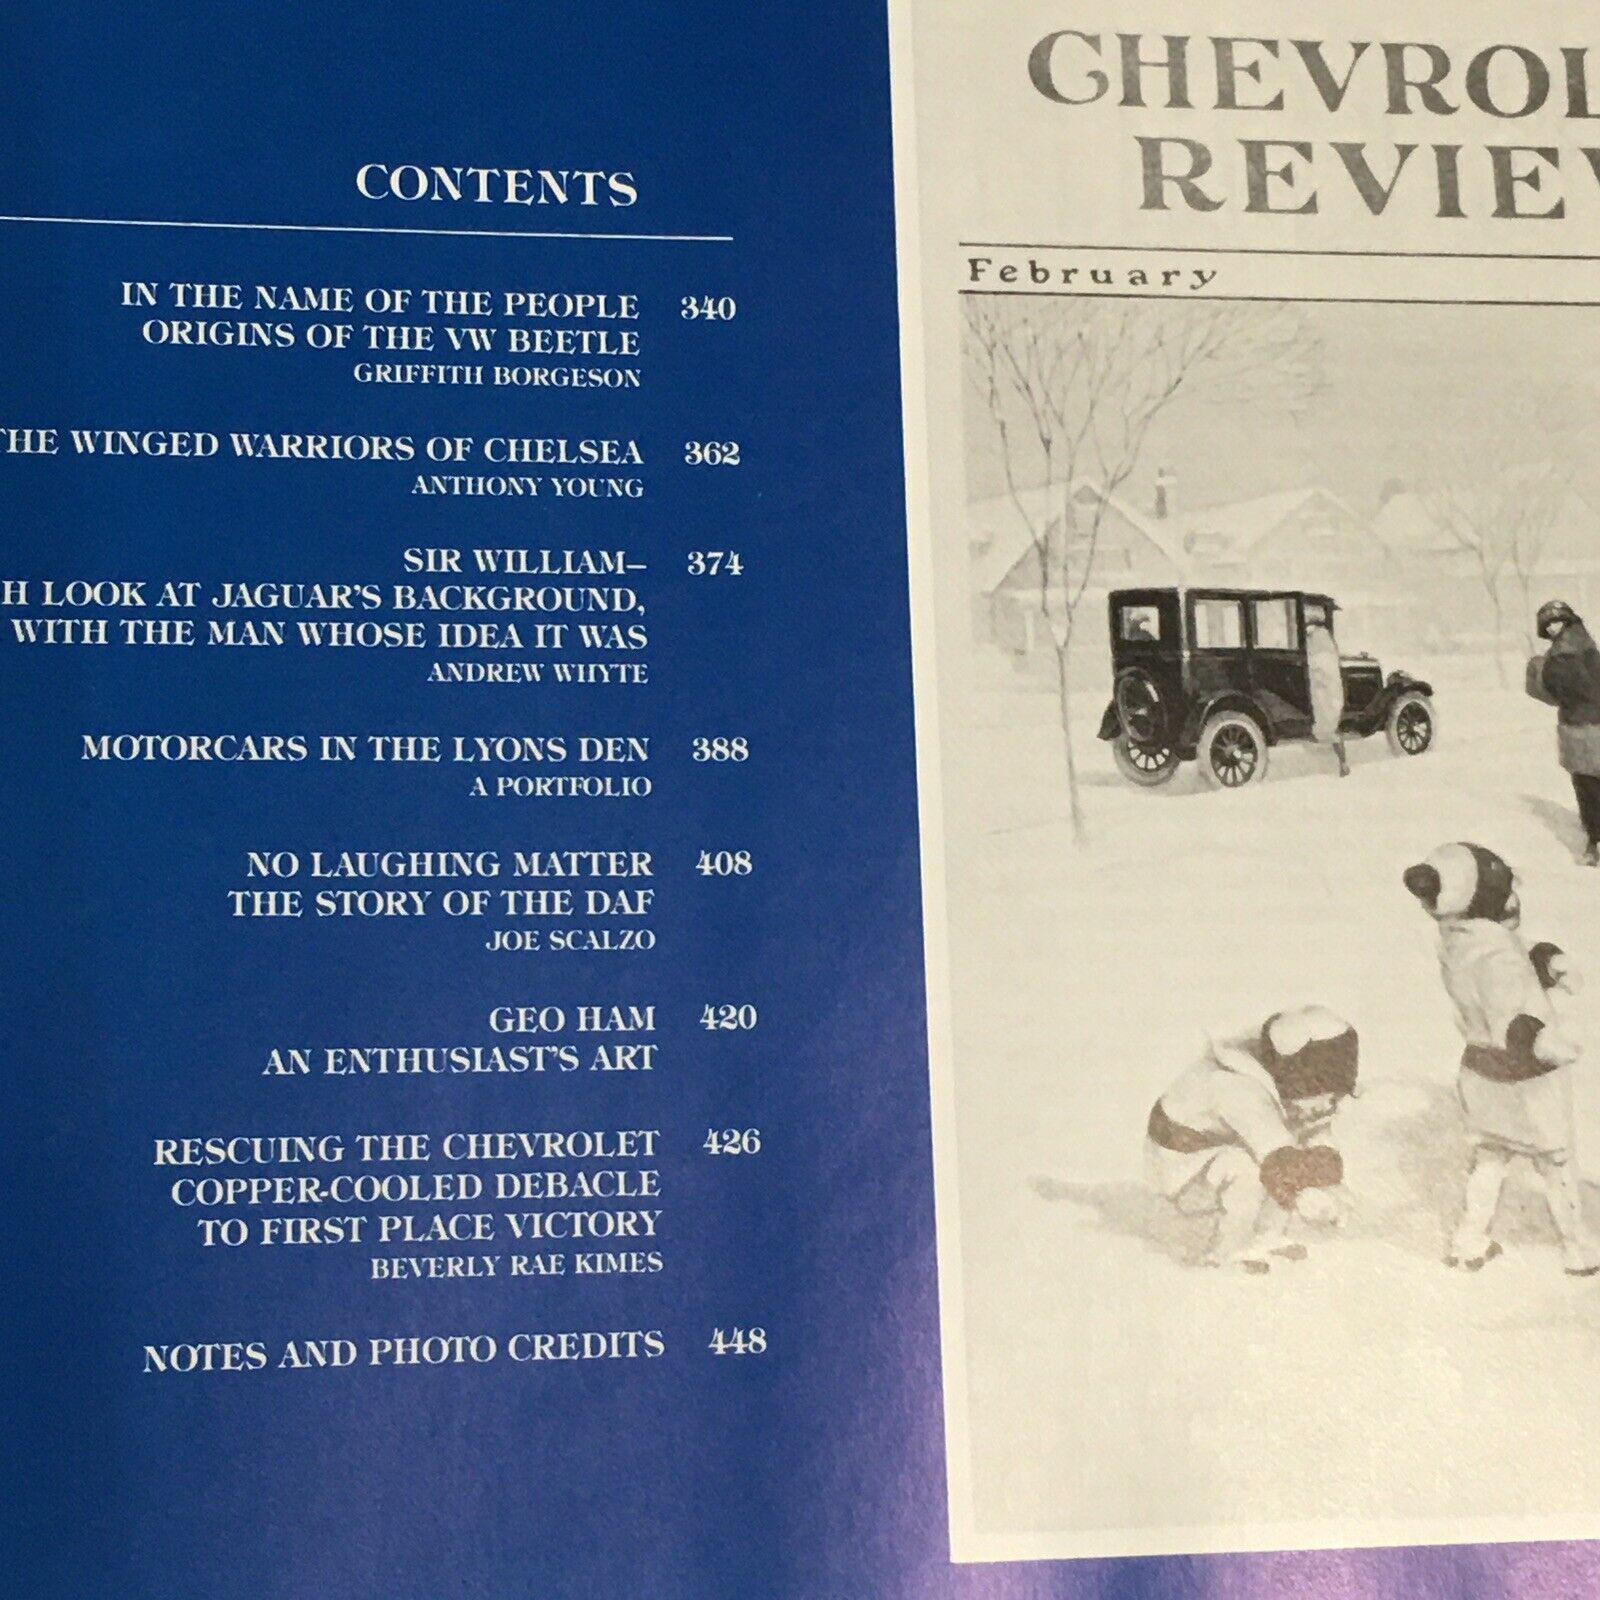 CONTENTS
IN THE NAME OF THE PEOPLE 340
ORIGINS OF THE VW BEETLE
GRIFFITH BORGESON
THE WINGED WARRIORS OF CHELSEA 362
ANTHONY YOUNG
SIR WILLIAM– 374
H LOOK AT JAGUAR'S BACKGROUND,
WITH THE MAN WHOSE IDEA IT WAS
ANDREW WHYTE
MOTORCARS IN THE LYONS DEN 388
A PORTFOLIO
NO LAUGHING MATTER 408
THE STORY OF THE DAF
JOE SCALZO
GEO HAM 420
AN ENTHUSIAST'S ART
RESCUING THE CHEVROLET 426
COPPER-COOLED DEBACLE
TO FIRST PLACE VICTORY
BEVERLY RAE KIMES
NOTES AND PHOTO CREDITS 448
CHEVROL
REVIEW
February